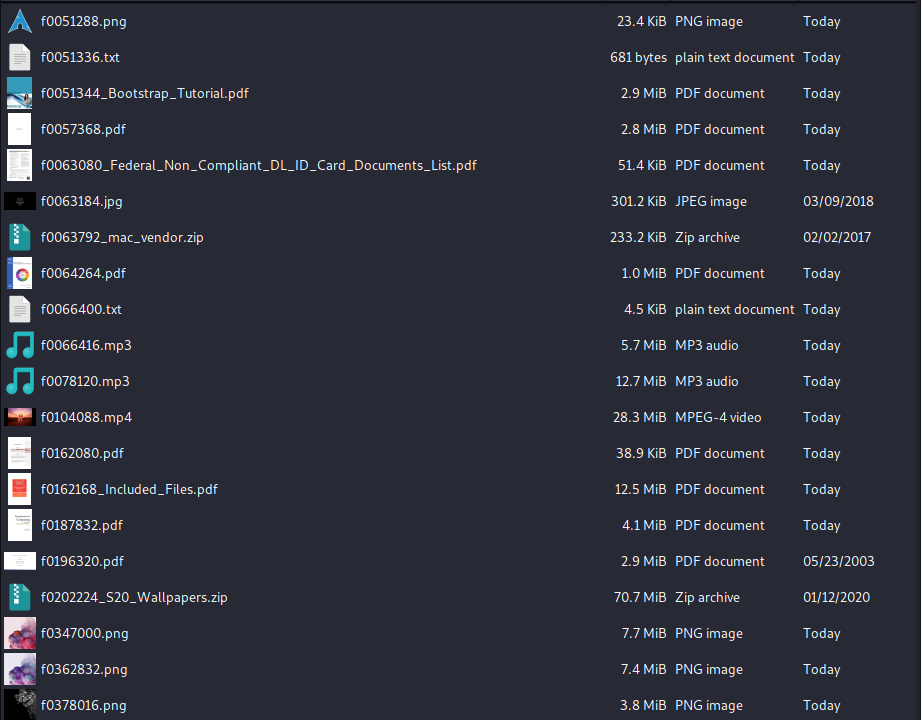 f0051288.png 23.4 KiB PNG image Today
f0051336.txt 681 bytes plain text document Today
f0051344_Bootstrap_Tutorial.pdf 2.9 MiB PDF document Today
f0057368.pdf 2.8 MiB PDF document Today
f0063080_Federal_Non_Compliant_DL_ID_Card_Documents_List.pdf 51.4 KiB PDF document Today
f0063184.jpg 301.2 KiB JPEG image 03/09/2018
f0063792_mac_vendor.zip 233.2 KiB Zip archive 02/02/2017
f0064264.pdf 1.0 MiB PDF document Today
f0066400.txt 4.5 KiB plain text document Today
f0066416.mp3 5.7 MiB MP3 audio Today
f0078120.mp3 12.7 MiB MP3 audio Today
f0104088.mp4 28.3 MiB MPEG-4 video Today
f0162080.pdf 38.9 KiB PDF document Today
f0162168_Included_Files.pdf 12.5 MiB PDF document Today
f0187832.pdf 4.1 MiB PDF document Today
f0196320.pdf 2.9 MiB PDF document 05/23/2003
f0202224_S20_Wallpapers.zip 70.7 MiB Zip archive 01/12/2020
f0347000.png 7.7 MiB PNG image Today
f0362832.png 7.4 MiB PNG image Today
f0378016.png 3.8 MiB PNG image Today